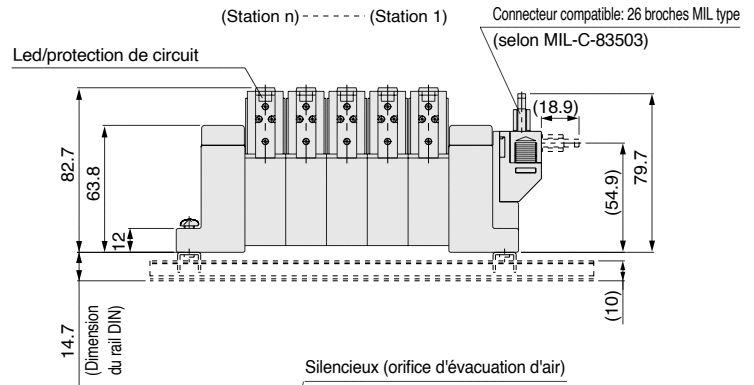 (Station n) ------- (Station 1)
Connecteur compatible: 26 broches MIL type
(selon MIL-C-83503)
Led/protection de circuit
(18.9)
82.7
63.8
12
(54.9)
79.7
14.7
(Dimension
du rail DIN)
(10)
Silencieux (orifice d'évacuation d'air)